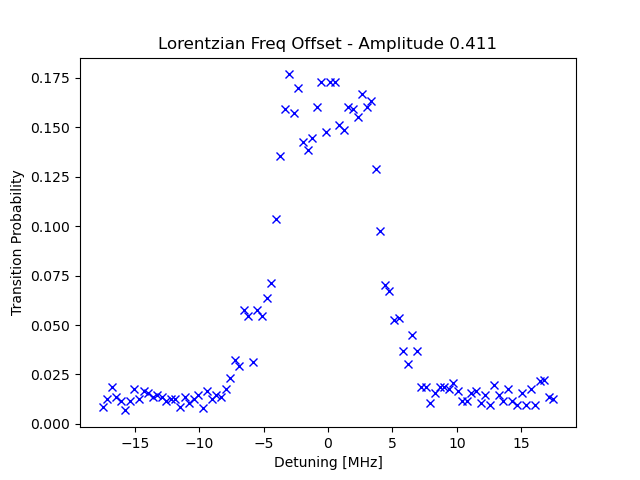 Lorentzian Freq Offset - Amplitude 0.411
0.175
0.150
0.125
0.100
0.075
0.050
0.025
0.000
Transition Probability
−15 −10 −5 0 5 10 15
Detuning [MHz]